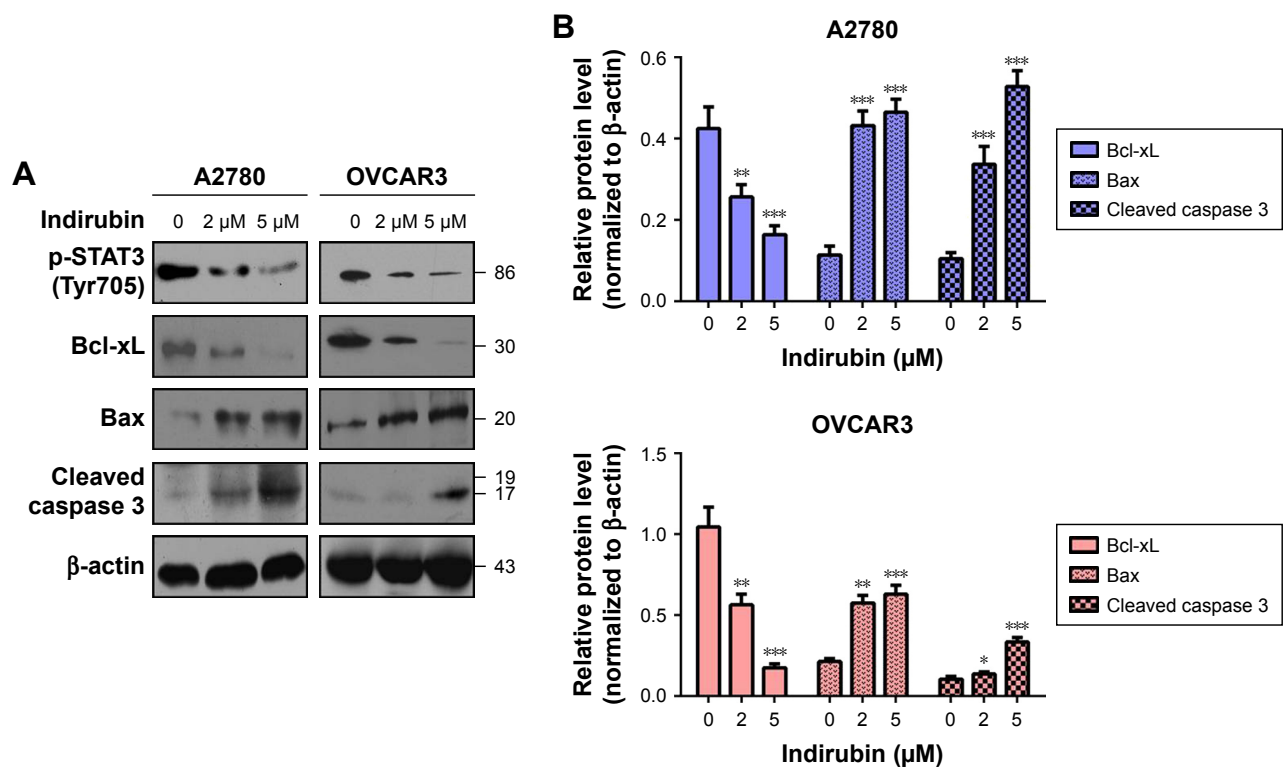 A
A2780 OVCAR3
Indirubin 0 2 μM 5 μM 0 2 μM 5 μM
p-STAT3
(Tyr705)
86
Bcl-xL
30
Bax
20
Cleaved
caspase 3
19
17
β-actin
43
B
A2780
Relative protein level
(normalized to β-actin)
0.6
0.4
0.2
0.0
** *** *** *** *** ***
0 2 5 0 2 5 0 2 5
Indirubin (μM)
Bcl-xL
Bax
Cleaved caspase 3
OVCAR3
Relative protein level
(normalized to β-actin)
1.5
1.0
0.5
0.0
** *** ** *** * ***
0 2 5 0 2 5 0 2 5
Indirubin (μM)
Bcl-xL
Bax
Cleaved caspase 3